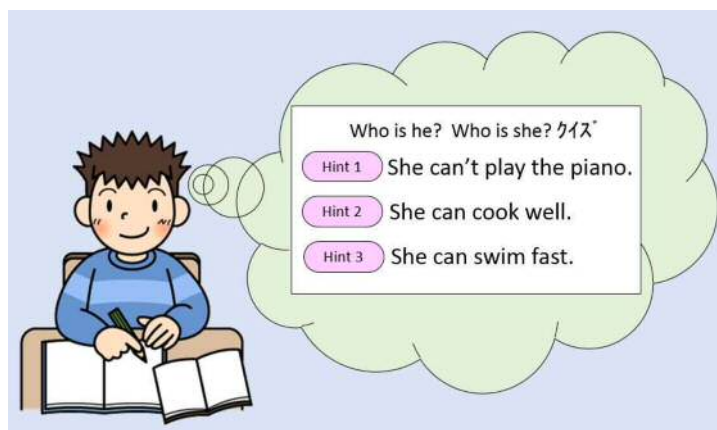 Who is he? Who is she? クイズ
Hint 1 She can't play the piano.
Hint 2 She can cook well.
Hint 3 She can swim fast.